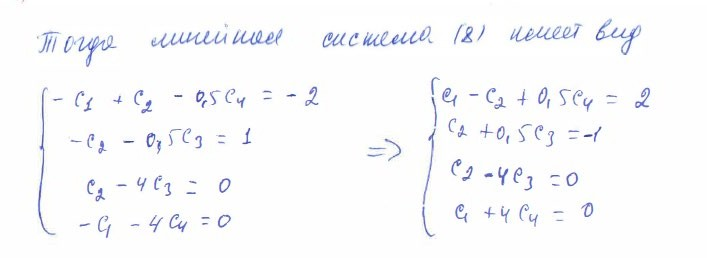 Тогда линейная система (8) имеет вид
{ -C₁ + C₂ - 0,5C₄ = -2 => { C₁ - C₂ + 0,5C₄ = 2
-C₂ - 0,5C₃ = 1 C₂ + 0,5C₃ = -1
C₂ - 4C₃ = 0 C₂ - 4C₃ = 0
-C₁ - 4C₄ = 0 C₁ + 4C₄ = 0